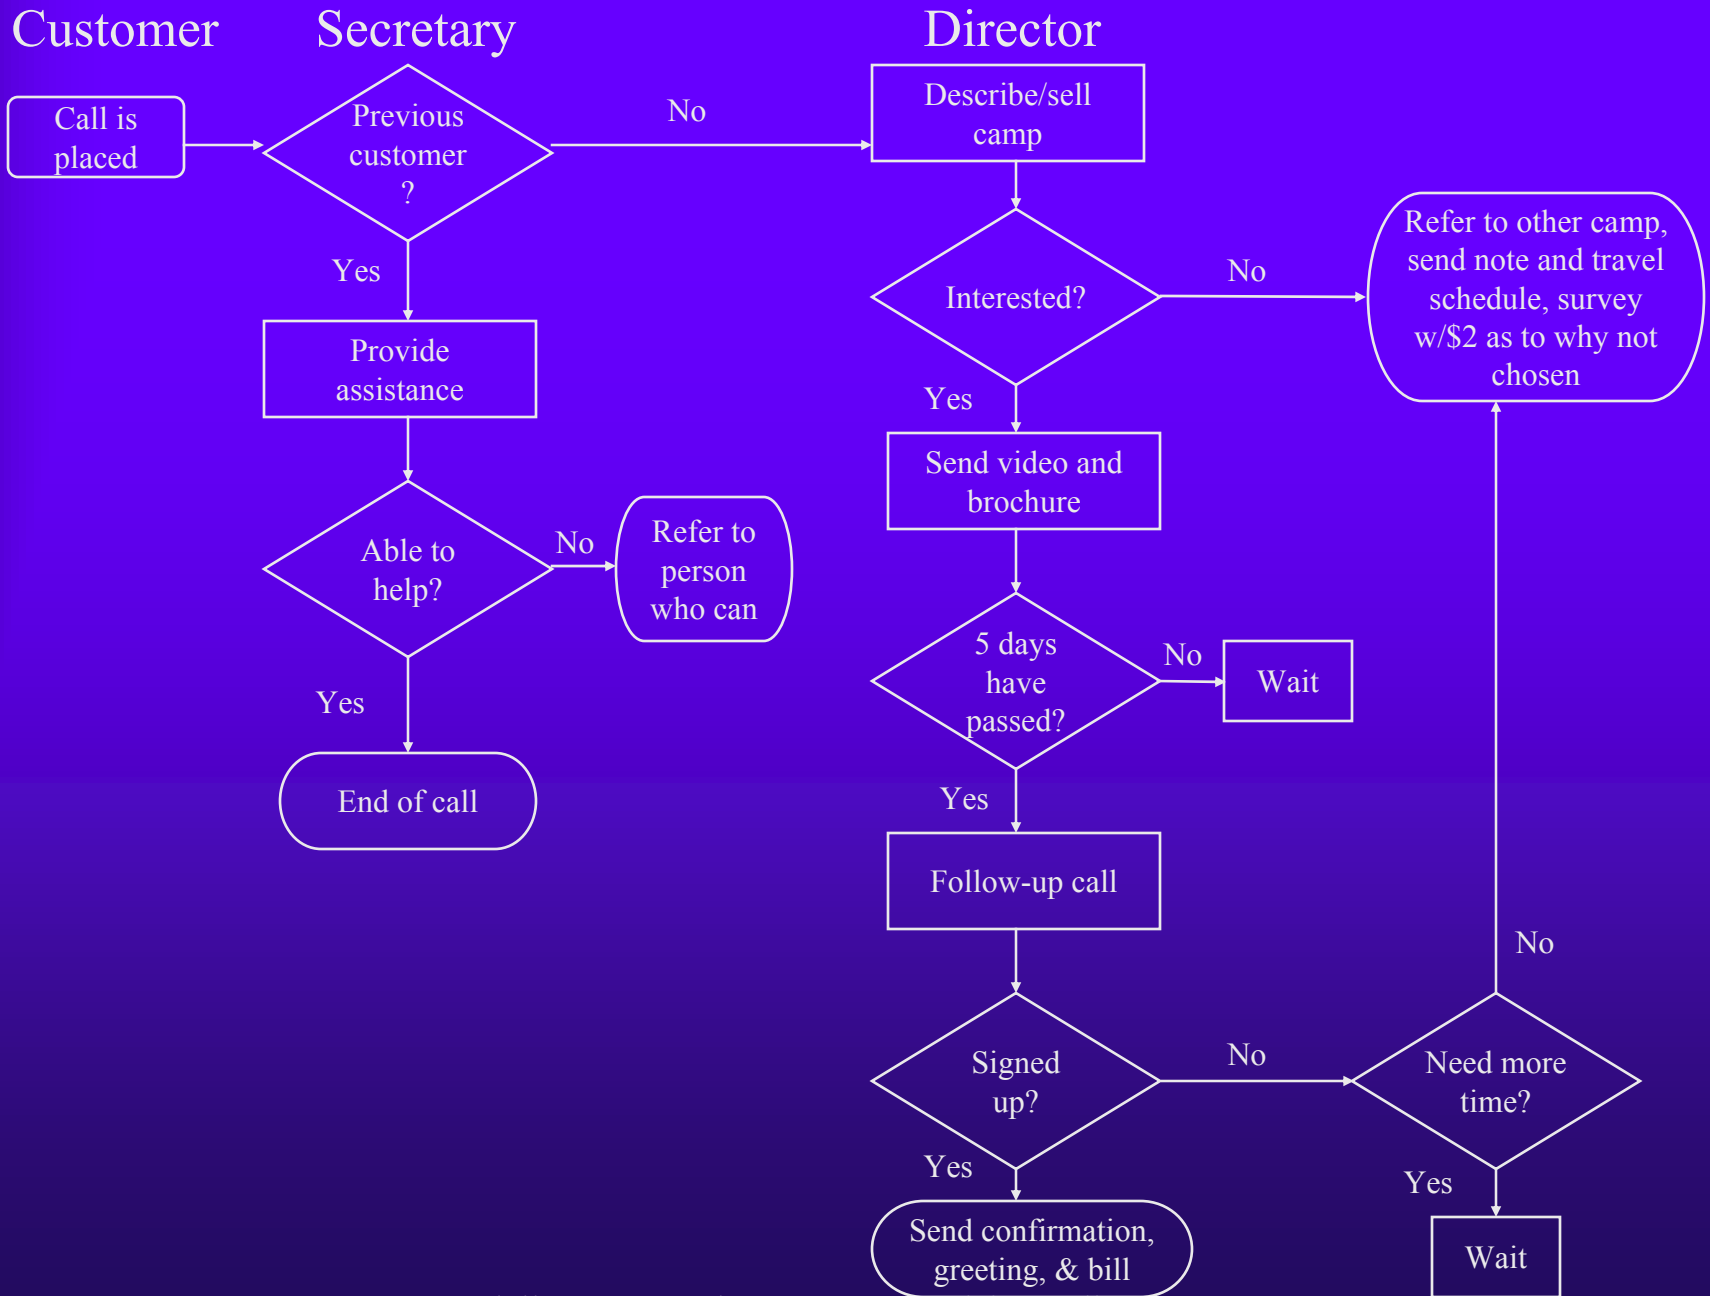 Customer
Secretary
Director
Call is
placed
Previous
customer
?
No
Describe/sell
camp
Yes
Interested?
No
Refer to other camp,
send note and travel
schedule, survey
w/$2 as to why not
chosen
Provide
assistance
Yes
Send video and
brochure
Able to
help?
No
Refer to
person
who can
5 days
have
passed?
No
Wait
Yes
End of call
Yes
Follow-up call
No
Signed
up?
No
Need more
time?
Yes
Send confirmation,
greeting, & bill
Yes
Wait